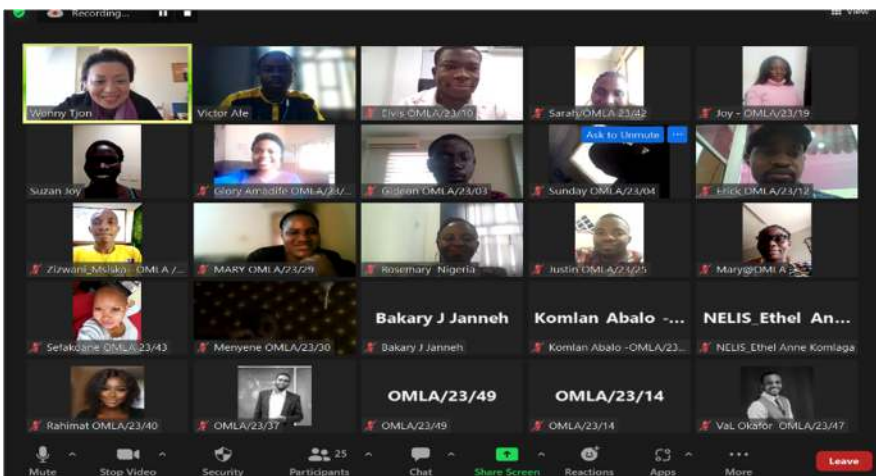 Recording...
View
Wenny Tjon
Victor Afe
Elvis OMLA/23/10
Sarah/OMLA 23/42
Joy - OMLA/23/19
Ask to Unmute ...
Suzan Joy
Glory Amadife OMLA/23/...
Gideon OMLA/23/03
Sunday OMLA/23/04
Erick OMLA/23/12
Zizwani_Msiska - OMLA /...
MARY OMLA/23/29
Rosemary Nigeria
Justin OMLA/23/25
Mary@OMLA
Bakary J Janneh
Komlan Abalo -...
NELIS_Ethel An...
Sefakoane OMLA 23/43
Menyene OMLA/23/30
Bakary J Janneh
Komlan Abalo -OMLA/23...
NELIS_Ethel Anne Komlaga
OMLA/23/49
OMLA/23/14
Rahimat OMLA/23/40
OMLA/23/37
OMLA/23/49
OMLA/23/14
VaL Okafor OMLA/23/47
25
Mute
Stop Video
Security
Participants
Chat
Share Screen
Reactions
Apps
More
Leave